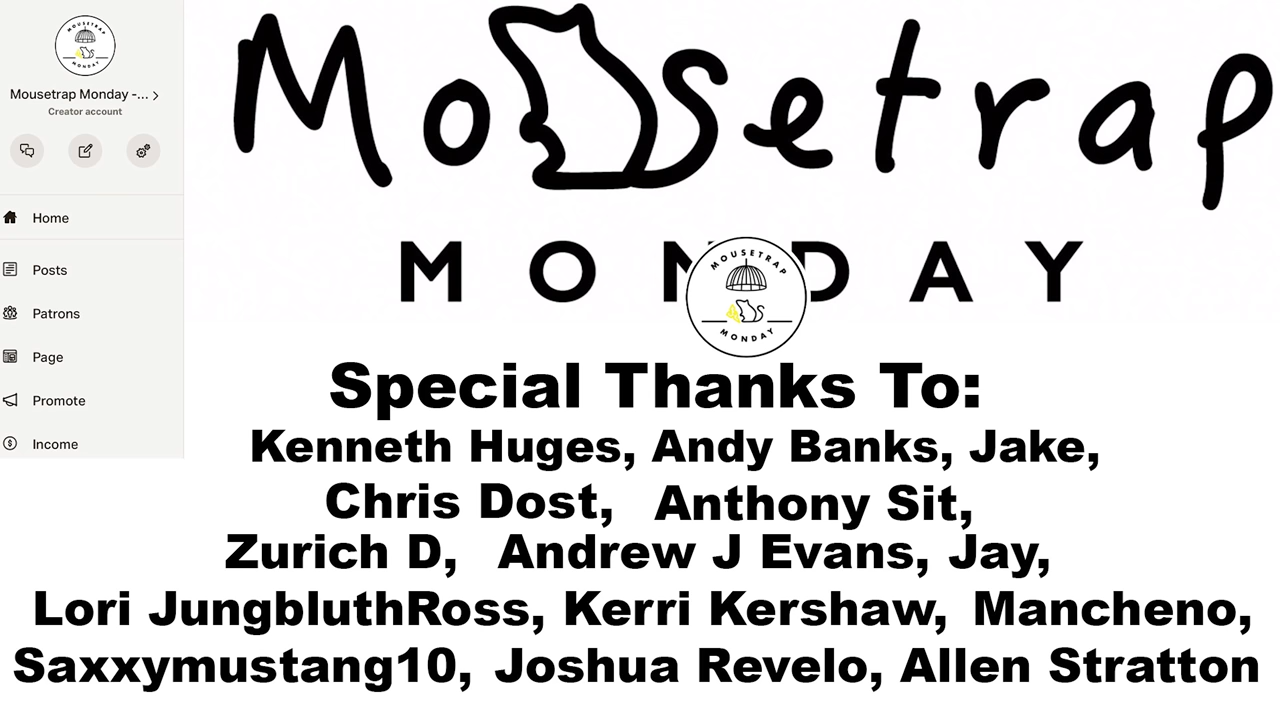 MOUSETRAP
MONDAY
Mousetrap Monday -...
Creator account
Home
Posts
Patrons
Page
Promote
Income
Mousetrap
MONDAY
MOUSETRAP
MONDAY
Special Thanks To:
Kenneth Huges, Andy Banks, Jake,
Chris Dost, Anthony Sit,
Zurich D, Andrew J Evans, Jay,
Lori JungbluthRoss, Kerri Kershaw, Mancheno,
Saxxymustang10, Joshua Revelo, Allen Stratton